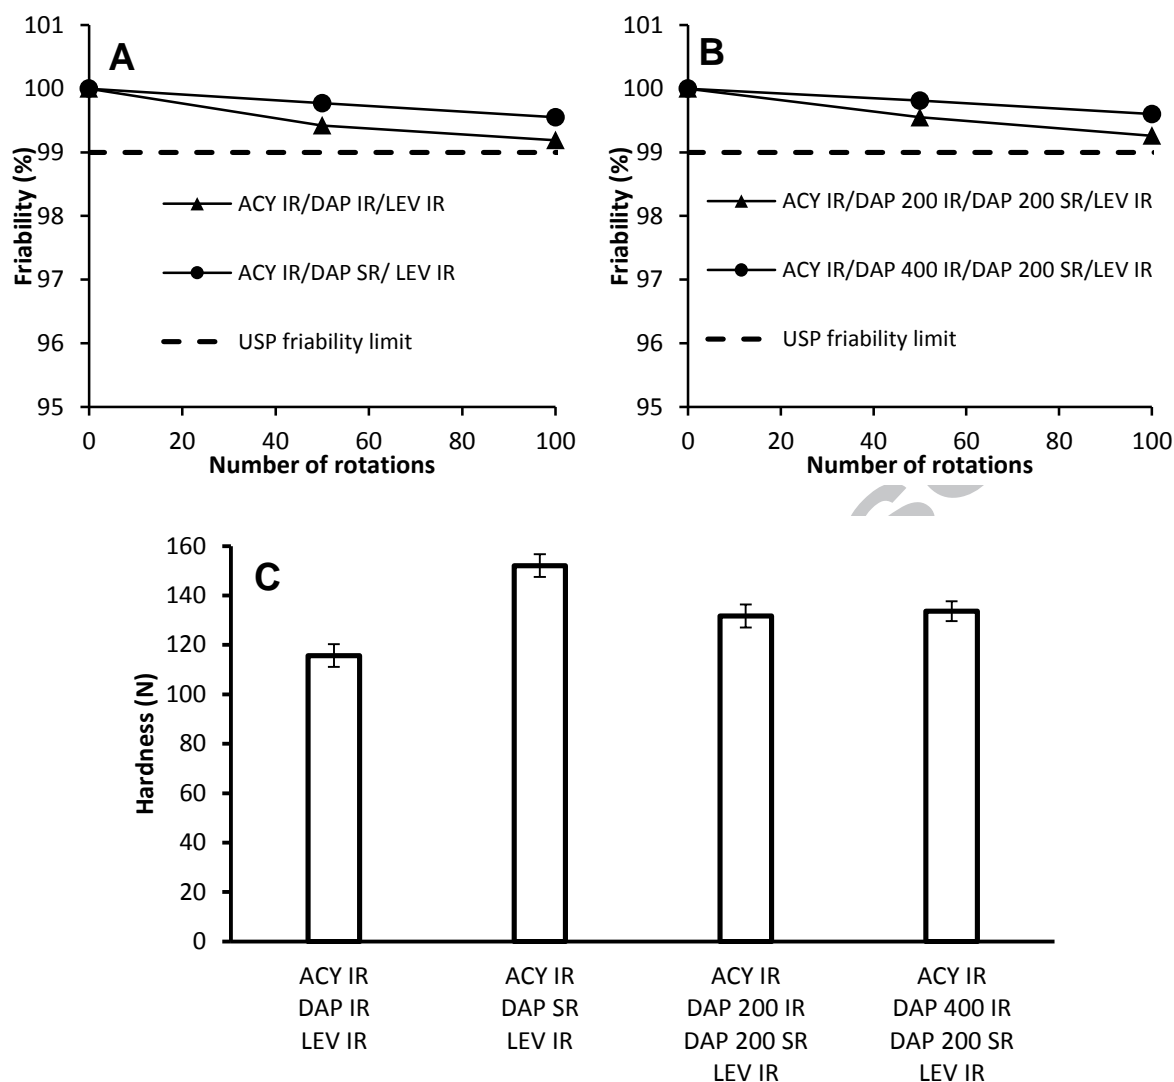 A
101
100
99
98
97
96
95
Friability (%)
ACY IR/DAP IR/LEV IR
ACY IR/DAP SR/ LEV IR
USP friability limit
0 20 40 60 80 100
Number of rotations
B
101
100
99
98
97
96
95
Friability (%)
ACY IR/DAP 200 IR/DAP 200 SR/LEV IR
ACY IR/DAP 400 IR/DAP 200 SR/LEV IR
USP friability limit
0 20 40 60 80 100
Number of rotations
C
160
140
120
100
80
60
40
20
0
Hardness (N)
ACY IR
DAP IR
LEV IR
ACY IR
DAP SR
LEV IR
ACY IR
DAP 200 IR
DAP 200 SR
LEV IR
ACY IR
DAP 400 IR
DAP 200 SR
LEV IR